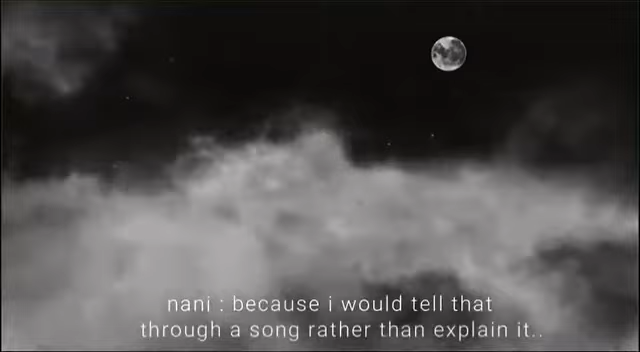 nani : because i would tell that
through a song rather than explain it..